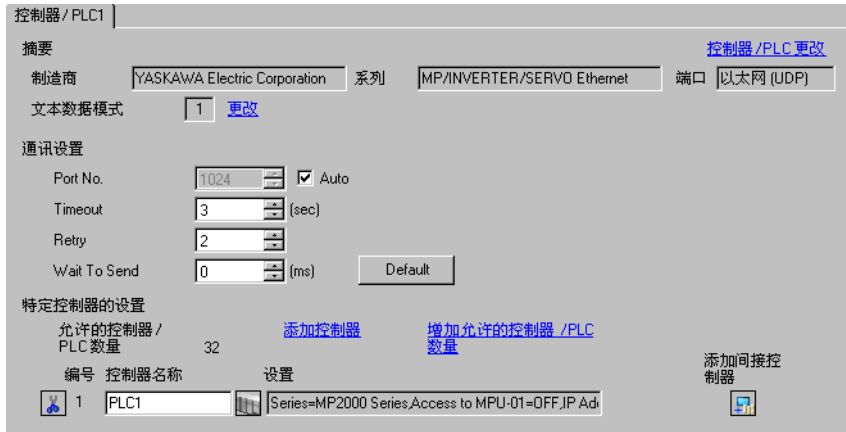 控制器/PLC1
摘要 控制器/PLC更改
制造商 YASKAWA Electric Corporation 系列 MP/INVERTER/SERVO Ethernet 端口 以太网 (UDP)
文本数据模式 1 更改
通讯设置
Port No. 1024 Auto
Timeout 3 (sec)
Retry 2
Wait To Send 0 (ms) Default
特定控制器的设置
允许的控制器/ 添加控制器 增加允许的控制器 /PLC
PLC数量 32 数量
添加间接控
编号 控制器名称 设置 制器
1 PLC1 Series=MP2000 Series,Access to MPU-01=OFF,IP